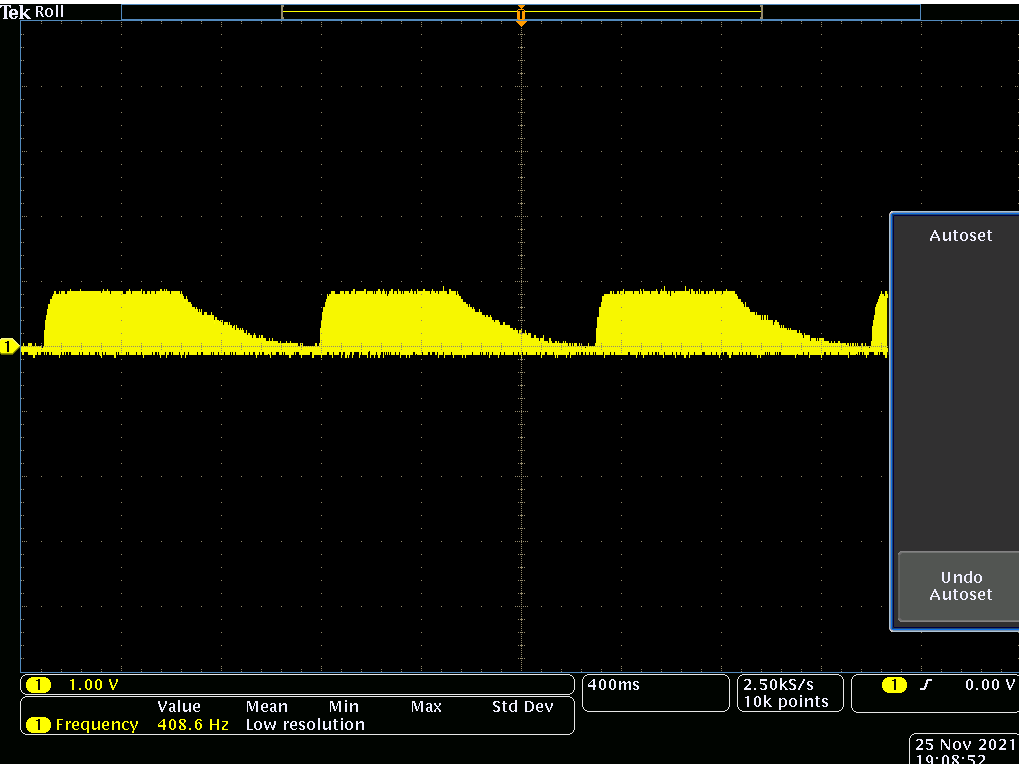 Tek Roll
T
1
Autoset
Undo
Autoset
1 1.00 V
400ms
2.50kS/s
10k points
1 0.00 V
Value Mean Min Max Std Dev
1 Frequency 408.6 Hz Low resolution
25 Nov 2021
19:08:52